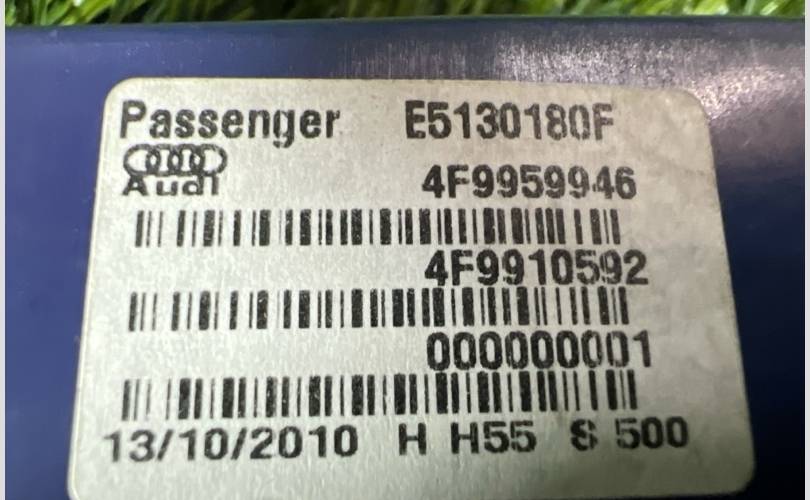 Passenger E5130180F
Audi 4F9959946
4F9910592
000000001
13/10/2010 H H55 S 500